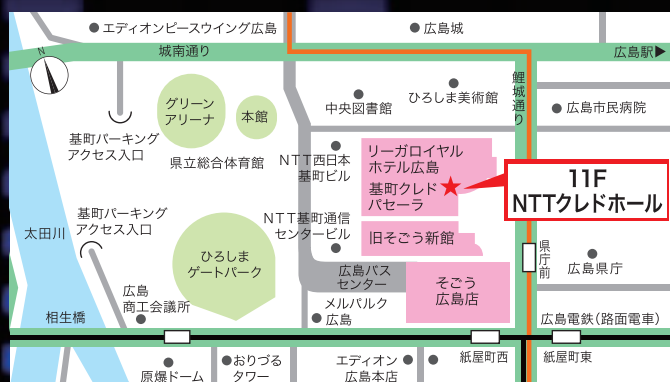 エディオンピースウイング広島
広島城
城南通り
広島駅▶
N
鯉城通り
グリーン
アリーナ
本館
中央図書館
ひろしま美術館
広島市民病院
基町パーキング
アクセス入口
県立総合体育館
NTT西日本
基町ビル
リーガロイヤル
ホテル広島
基町クレド
パセーラ
11F
NTTクレドホール
基町パーキング
アクセス入口
NTT基町通信
センタービル
旧そごう新館
太田川
ひろしま
ゲートパーク
県庁前
広島県庁
広島バス
センター
そごう
広島店
広島
商工会議所
メルパルク
広島
相生橋
広島電鉄(路面電車)
紙屋町西
紙屋町東
原爆ドーム
おりづる
タワー
エディオン
広島本店